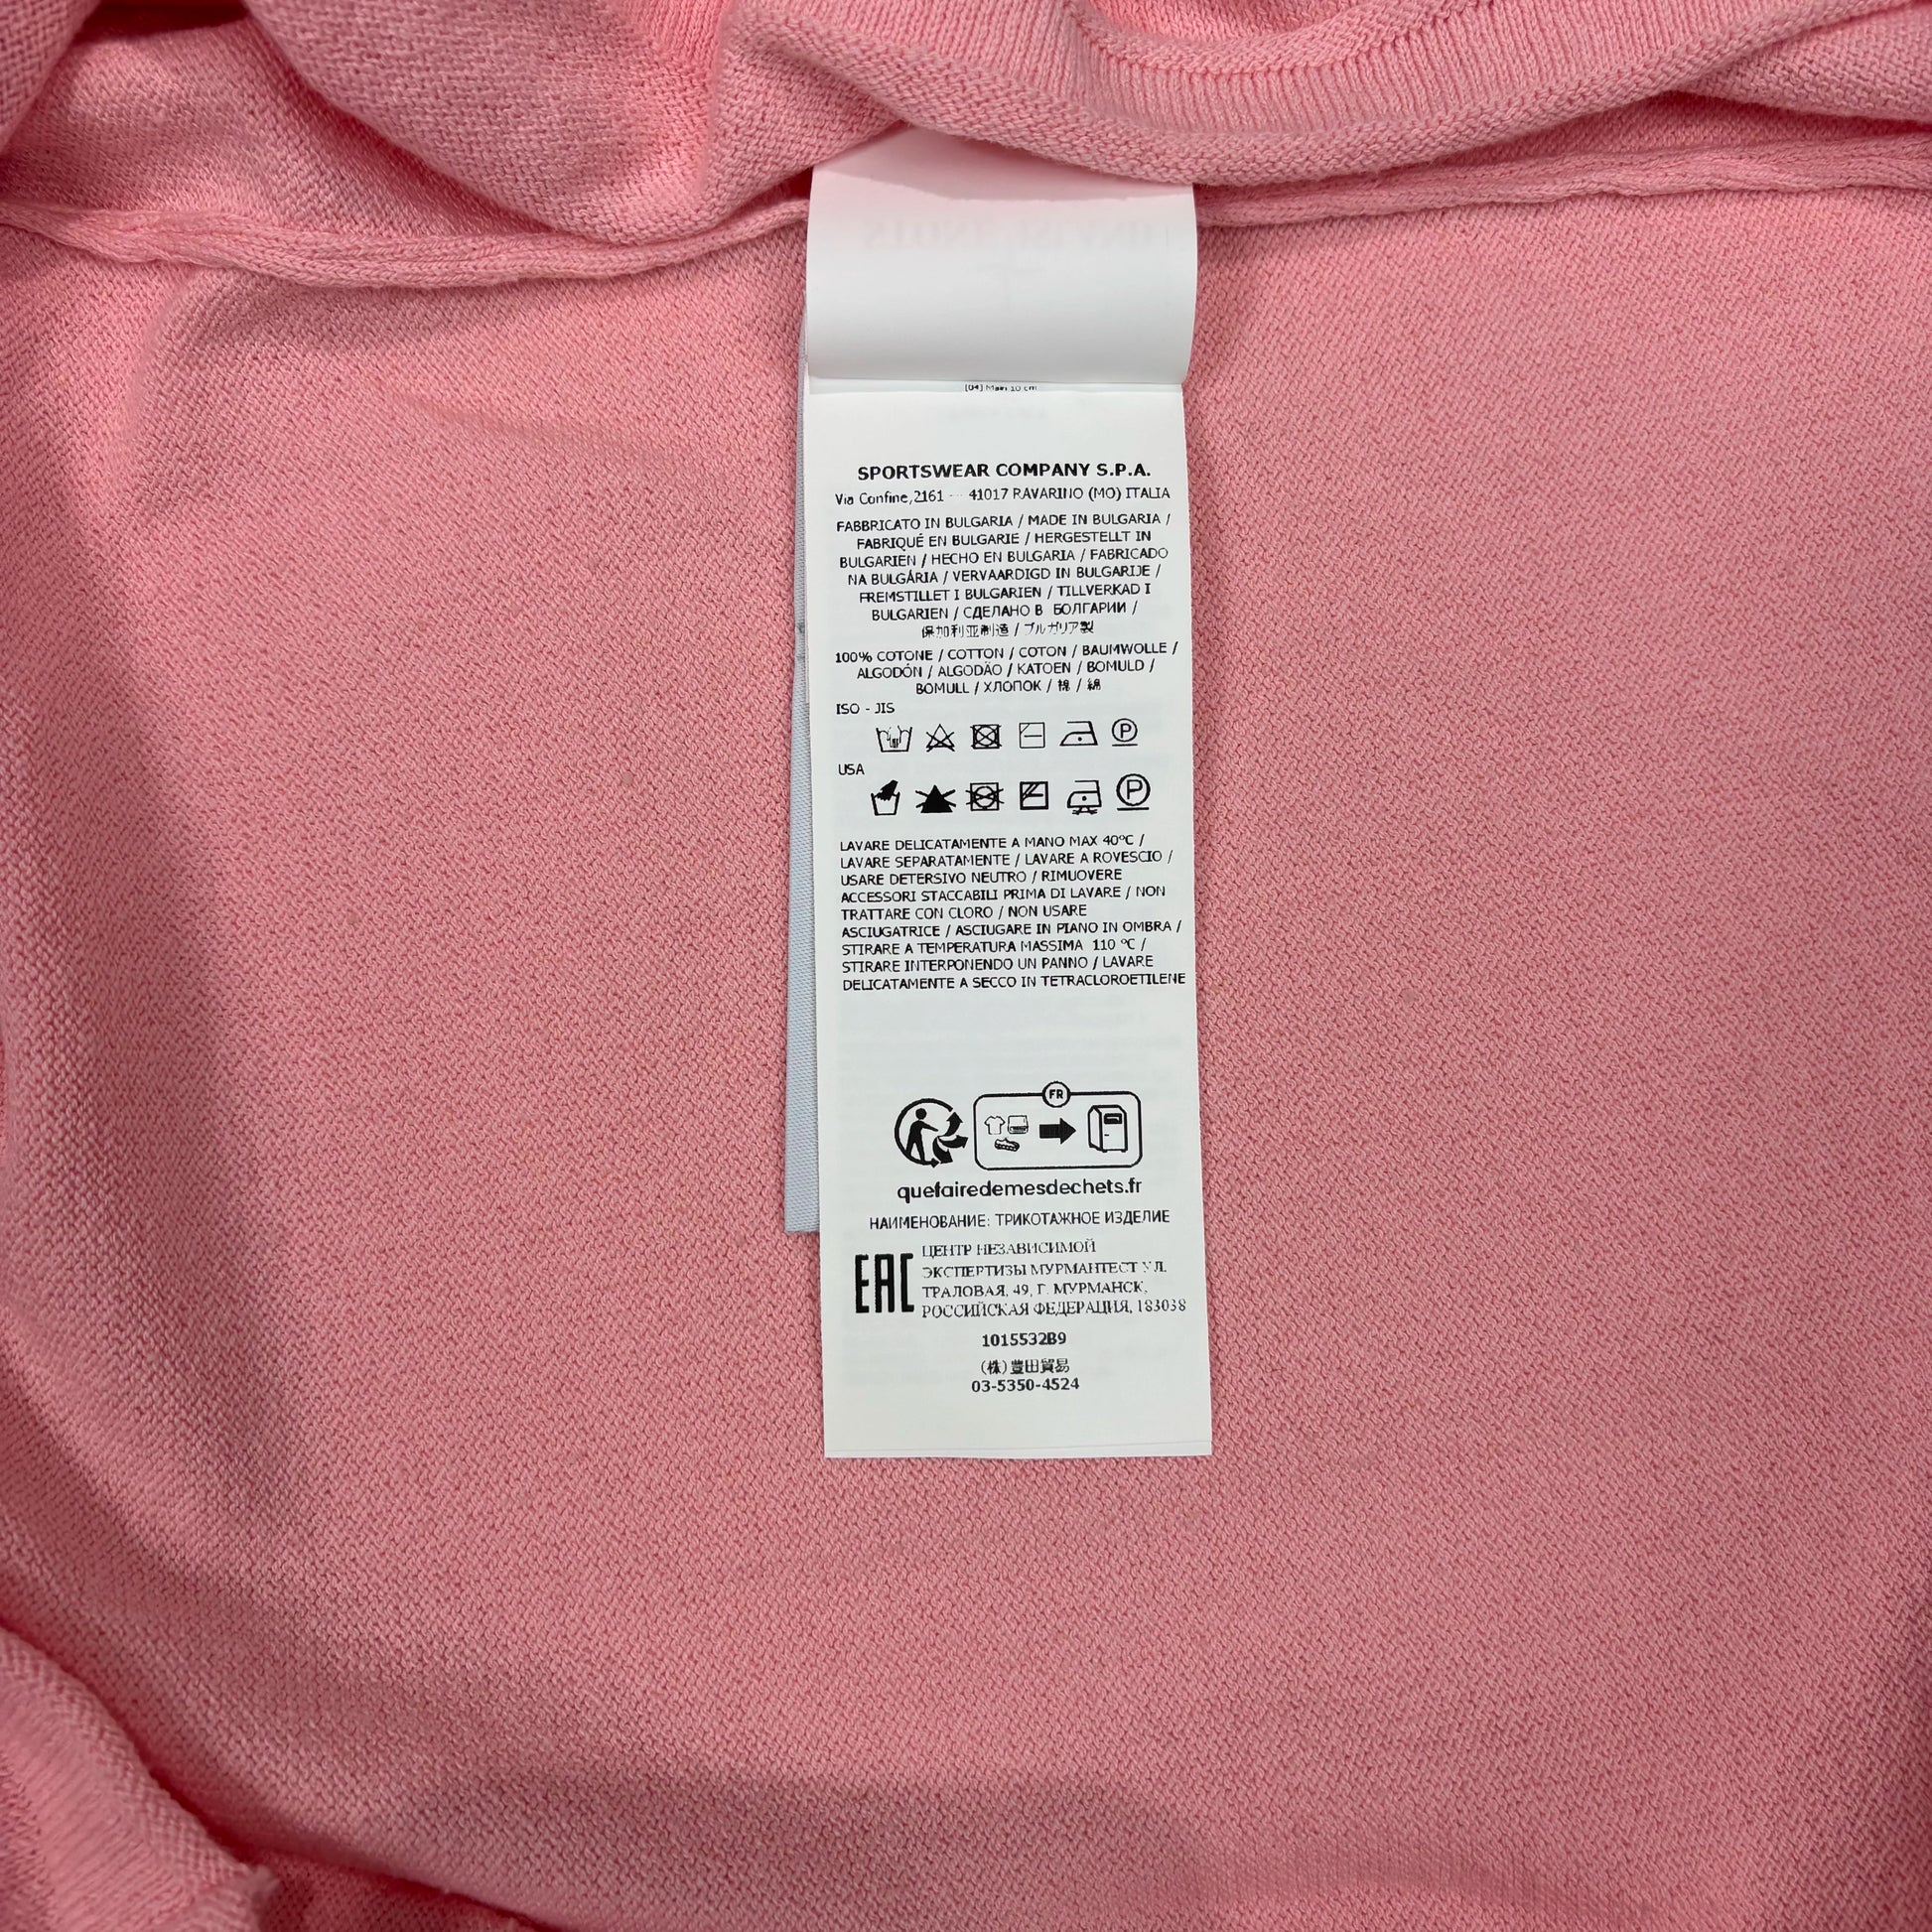 [04] Main 10 cm
SPORTSWEAR COMPANY S.P.A.
Via Confine,2161 -- 41017 RAVARINO (MO) ITALIA
FABBRICATO IN BULGARIA / MADE IN BULGARIA /
FABRIQUÉ EN BULGARIE / HERGESTELLT IN
BULGARIEN / HECHO EN BULGARIA / FABRICADO
NA BULGÁRIA / VERVAARDIGD IN BULGARIJE /
FREMSTILLET I BULGARIEN / TILLVERKAD I
BULGARIEN / СДЕЛАНО В БОЛГАРИИ /
保加利亚制造 / ブルガリア製
100% COTONE / COTTON / COTON / BAUMWOLLE /
ALGODÓN / ALGODÃO / KATOEN / BOMULD /
BOMULL / ХЛОПОК / 棉 / 綿
ISO - JIS
P
USA
P
LAVARE DELICATAMENTE A MANO MAX 40°C /
LAVARE SEPARATAMENTE / LAVARE A ROVESCIO /
USARE DETERSIVO NEUTRO / RIMUOVERE
ACCESSORI STACCABILI PRIMA DI LAVARE / NON
TRATTARE CON CLORO / NON USARE
ASCIUGATRICE / ASCIUGARE IN PIANO IN OMBRA /
STIRARE A TEMPERATURA MASSIMA 110 °C /
STIRARE INTERPONENDO UN PANNO / LAVARE
DELICATAMENTE A SECCO IN TETRACLOROETILENE
FR
quefairedemesdechets.fr
НАИМЕНОВАНИЕ: ТРИКОТАЖНОЕ ИЗДЕЛИЕ
EAC
ЦЕНТР НЕЗАВИСИМОЙ
ЭКСПЕРТИЗЫ МУРМАНТЕСТ УЛ.
ТРАЛОВАЯ, 49, Г. МУРМАНСК,
РОССИЙСКАЯ ФЕДЕРАЦИЯ, 183038
1015532B9
(株)豊田貿易
03-5350-4524